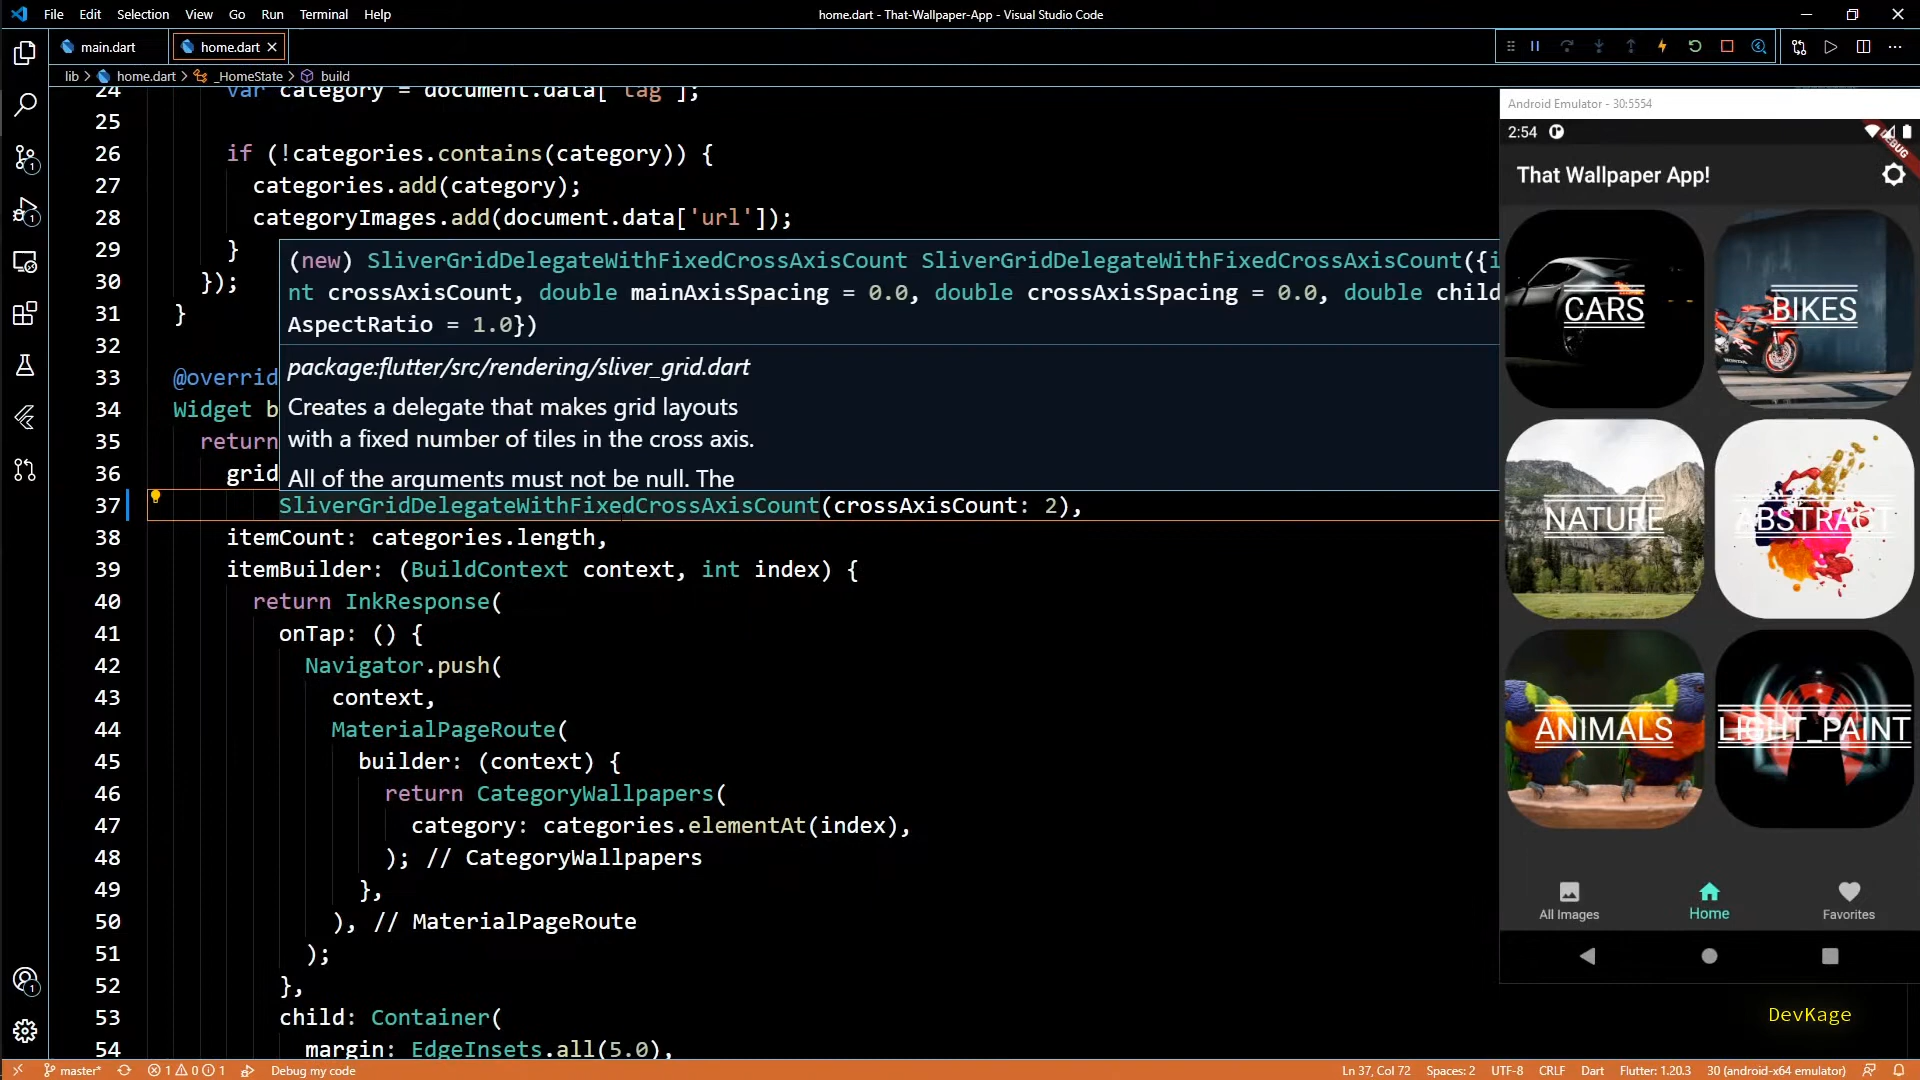 File Edit Selection View Go Run Terminal Help
home.dart - That-Wallpaper-App - Visual Studio Code
main.dart
home.dart
lib > home.dart > _HomeState > build
24 var category = document.data['tag'];
25
26 if (!categories.contains(category)) {
27 categories.add(category);
28 categoryImages.add(document.data['url']);
29 }
30 });
31 }
32
33 @overrid
34 Widget b
35 return
36 grid
(new) SliverGridDelegateWithFixedCrossAxisCount SliverGridDelegateWithFixedCrossAxisCount({i
nt crossAxisCount, double mainAxisSpacing = 0.0, double crossAxisSpacing = 0.0, double child
AspectRatio = 1.0})
package:flutter/src/rendering/sliver_grid.dart
Creates a delegate that makes grid layouts
with a fixed number of tiles in the cross axis.
All of the arguments must not be null. The
37 SliverGridDelegateWithFixedCrossAxisCount(crossAxisCount: 2),
38 itemCount: categories.length,
39 itemBuilder: (BuildContext context, int index) {
40 return InkResponse(
41 onTap: () {
42 Navigator.push(
43 context,
44 MaterialPageRoute(
45 builder: (context) {
46 return CategoryWallpapers(
47 category: categories.elementAt(index),
48 ); // CategoryWallpapers
49 },
50 ), // MaterialPageRoute
51 );
52 },
53 child: Container(
54 margin: EdgeInsets.all(5.0),
Android Emulator - 30:5554
2:54
DEBUG
That Wallpaper App!
CARS
BIKES
NATURE
ABSTRACT
ANIMALS
LIGHT_PAINT
All Images
Home
Favorites
DevKage
1
1
1
master* 1 0 1 Debug my code
Ln 37, Col 72 Spaces: 2 UTF-8 CRLF Dart Flutter: 1.20.3 30 (android-x64 emulator)